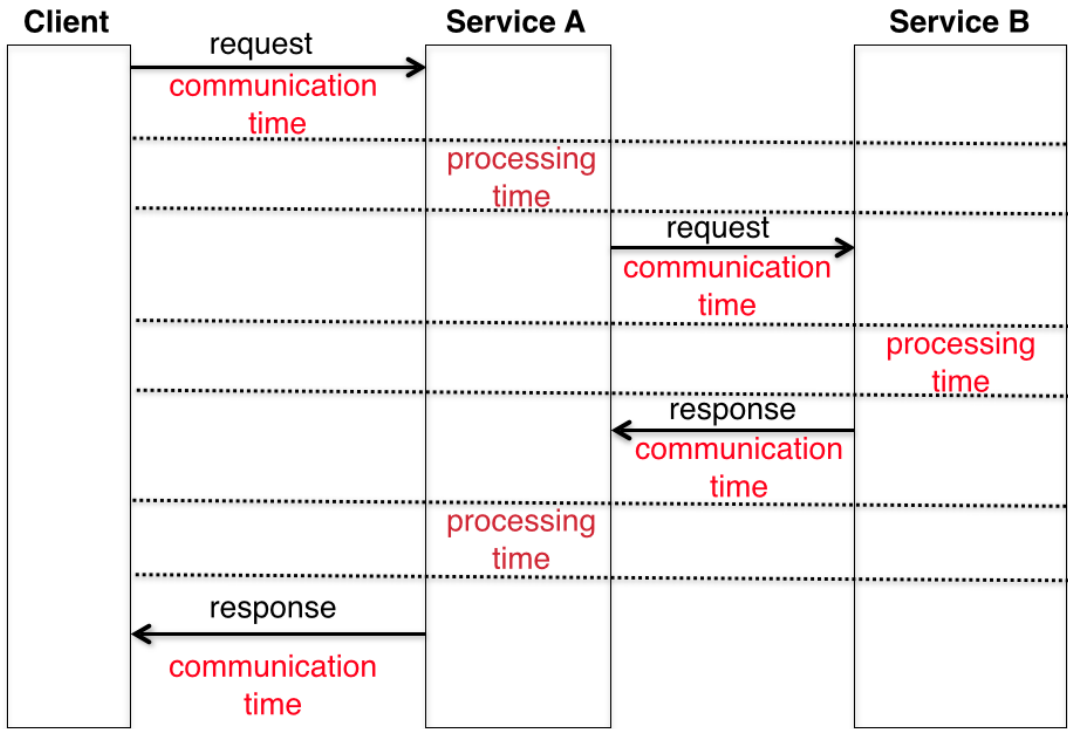 Client
Service A
Service B
request
communication
time
processing
time
request
communication
time
processing
time
response
communication
time
processing
time
response
communication
time